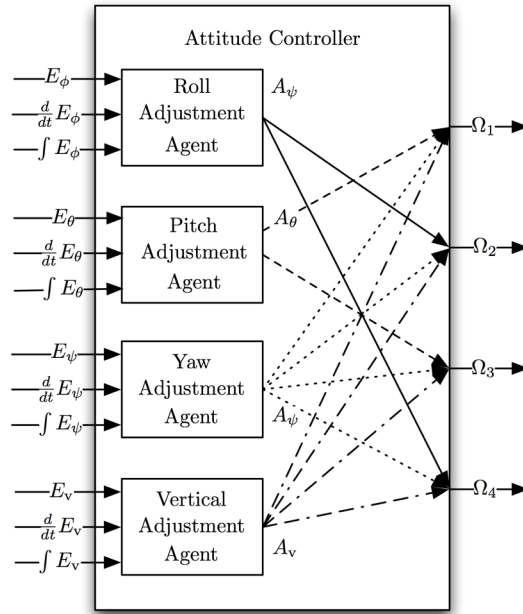 Attitude Controller
E_ϕ
d/dt E_ϕ
∫ E_ϕ
Roll
Adjustment
Agent
A_ψ
E_θ
d/dt E_θ
∫ E_θ
Pitch
Adjustment
Agent
A_θ
E_ψ
d/dt E_ψ
∫ E_ψ
Yaw
Adjustment
Agent
A_ψ
E_v
d/dt E_v
∫ E_v
Vertical
Adjustment
Agent
A_v
Ω_1
Ω_2
Ω_3
Ω_4